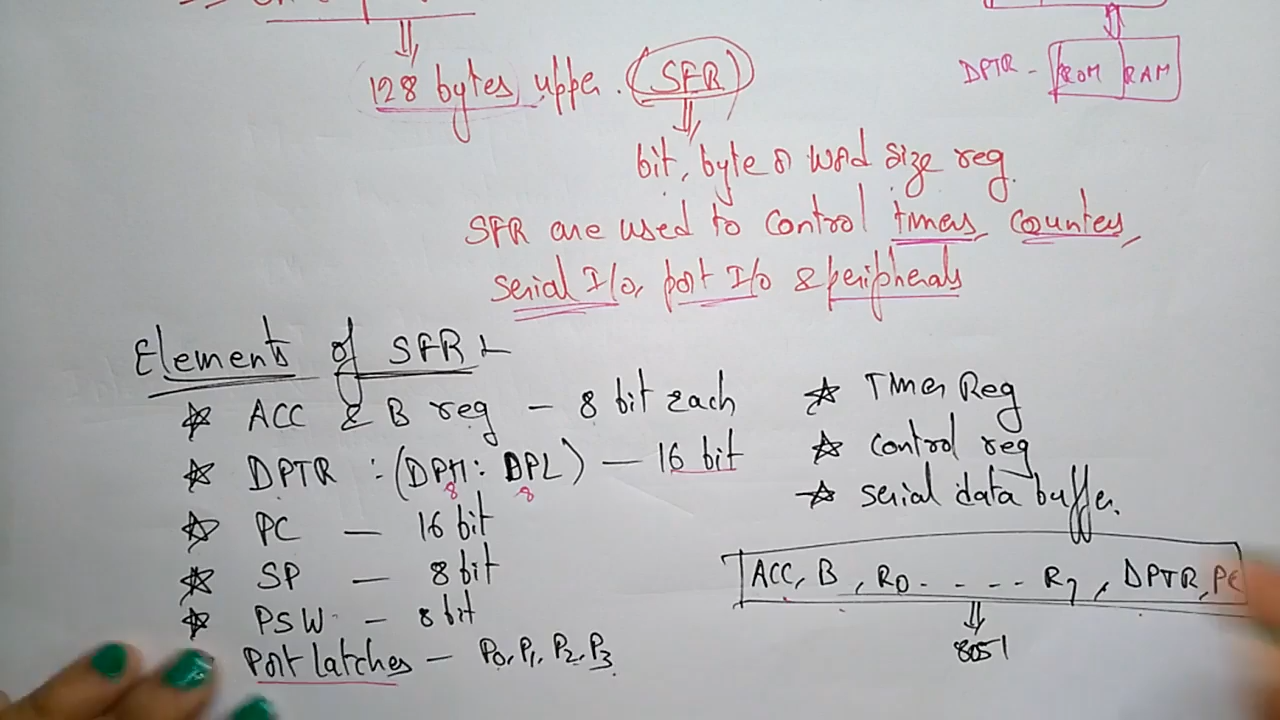 128 bytes uppe. (SFR)
DPTR - ROM RAM
bit, byte or word size reg.
SFR are used to control timers, counters,
serial I/O, port I/O & peripherals
Elements of SFR :-
☆ ACC & B reg - 8 bit each
☆ DPTR : (DPH : DPL) - 16 bit
8 8
☆ PC - 16 bit
☆ SP - 8 bit
☆ PSW - 8 bit
Port latches - P0, P1, P2, P3
☆ Timer Reg
☆ control reg
☆ serial data buffer.
ACC, B, R0 - - - - R7, DPTR, PC
8051